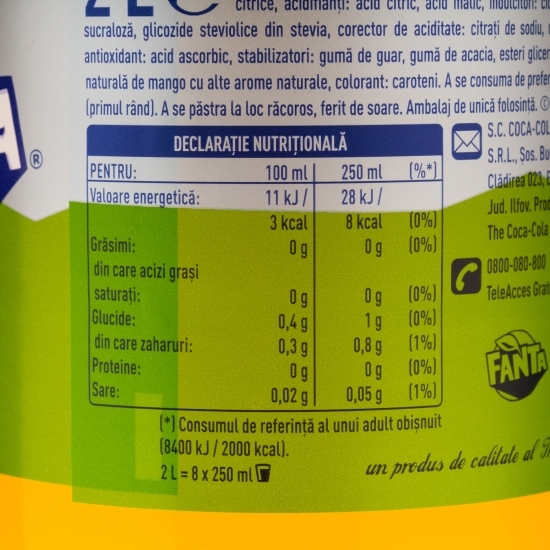 2 L
citrice, acidifianți: acid citric, acid malic,
sucraloză, glicozide steviolice din stevia, corector de aciditate: citrați de sodiu,
antioxidant: acid ascorbic, stabilizatori: gumă de guar, gumă de acacia, esteri
naturală de mango cu alte arome naturale, colorant: caroteni. A se consuma de
(primul rând). A se păstra la loc răcoros, ferit de soare. Ambalaj de unică folosință.
DECLARAȚIE NUTRIȚIONALĂ
PENTRU: 100 ml 250 ml (%*)
Valoare energetică: 11 kJ / 28 kJ /
3 kcal 8 kcal (0%)
Grăsimi: 0 g 0 g (0%)
din care acizi grași
saturați: 0 g 0 g (0%)
Glucide: 0,4 g 1 g (0%)
din care zaharuri: 0,3 g 0,8 g (1%)
Proteine: 0 g 0 g (0%)
Sare: 0,02 g 0,05 g (1%)
(*) Consumul de referință al unui adult obișnuit
(8400 kJ / 2000 kcal).
2 L = 8 x 250 ml
S.C. COCA-COL
S.R.L., Șos. Bu
Clădirea 023, E
Jud. Ilfov. Pro
The Coca-Cola
0800-080-800
TeleAcces Grat
FANTA
un produs de calitate al
®